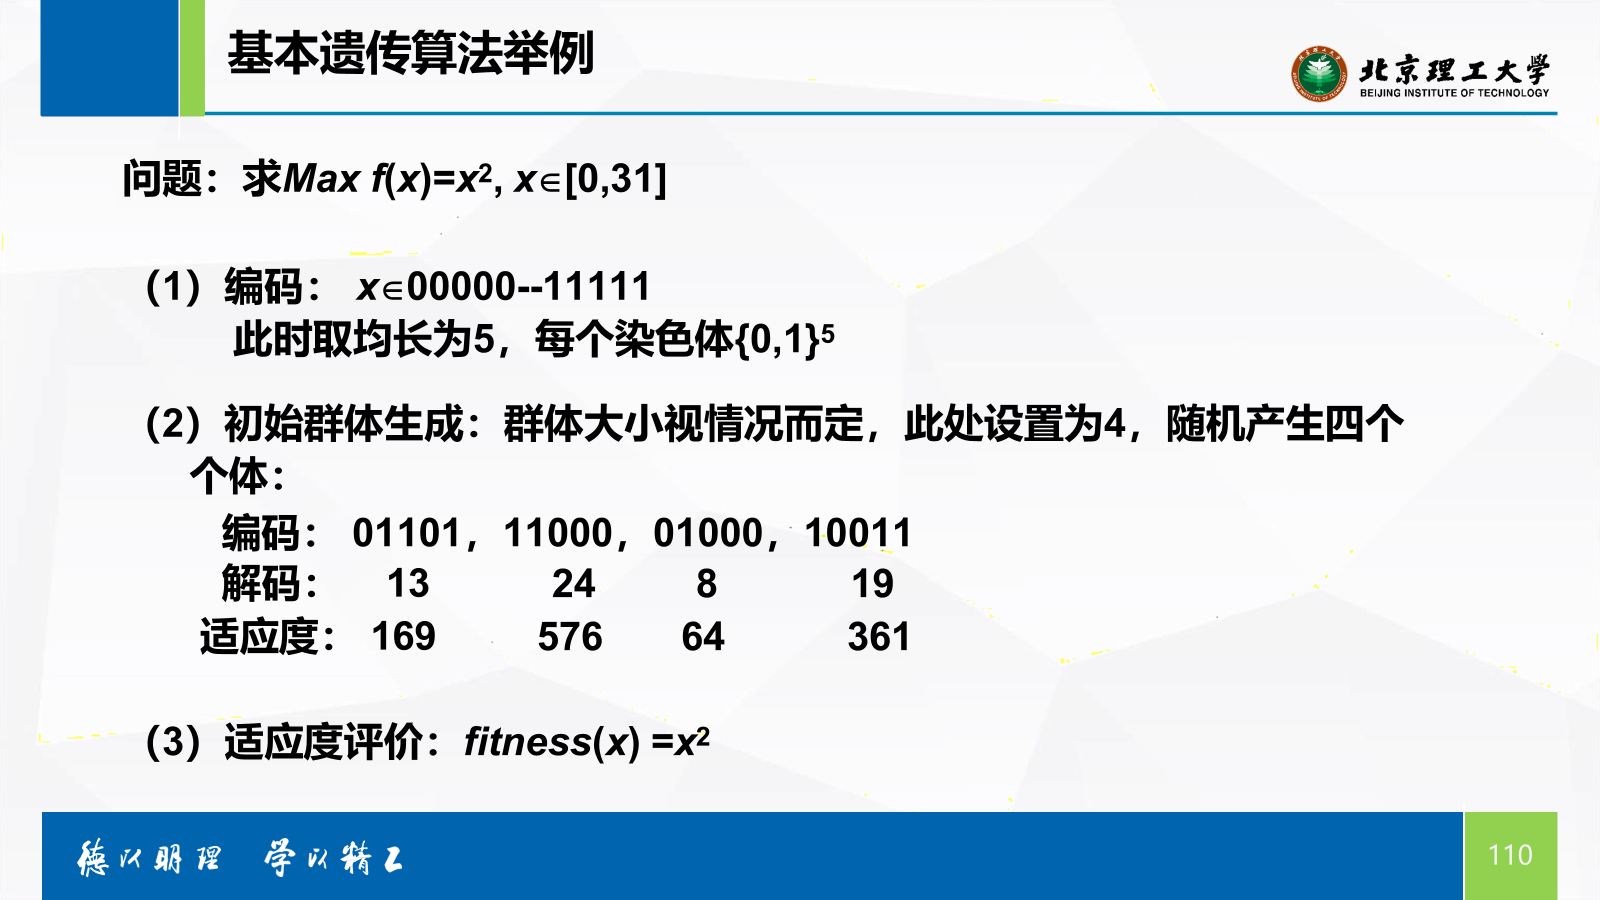 基本遗传算法举例
北京理工大学
BEIJING INSTITUTE OF TECHNOLOGY
问题：求Max f(x)=x², x∈[0,31]
（1）编码： x∈00000--11111
此时取均长为5，每个染色体{0,1}⁵
（2）初始群体生成：群体大小视情况而定，此处设置为4，随机产生四个
个体：
编码： 01101，11000，01000，10011
解码： 13 24 8 19
适应度： 169 576 64 361
（3）适应度评价：fitness(x) =x²
德以明理 学以精工
110